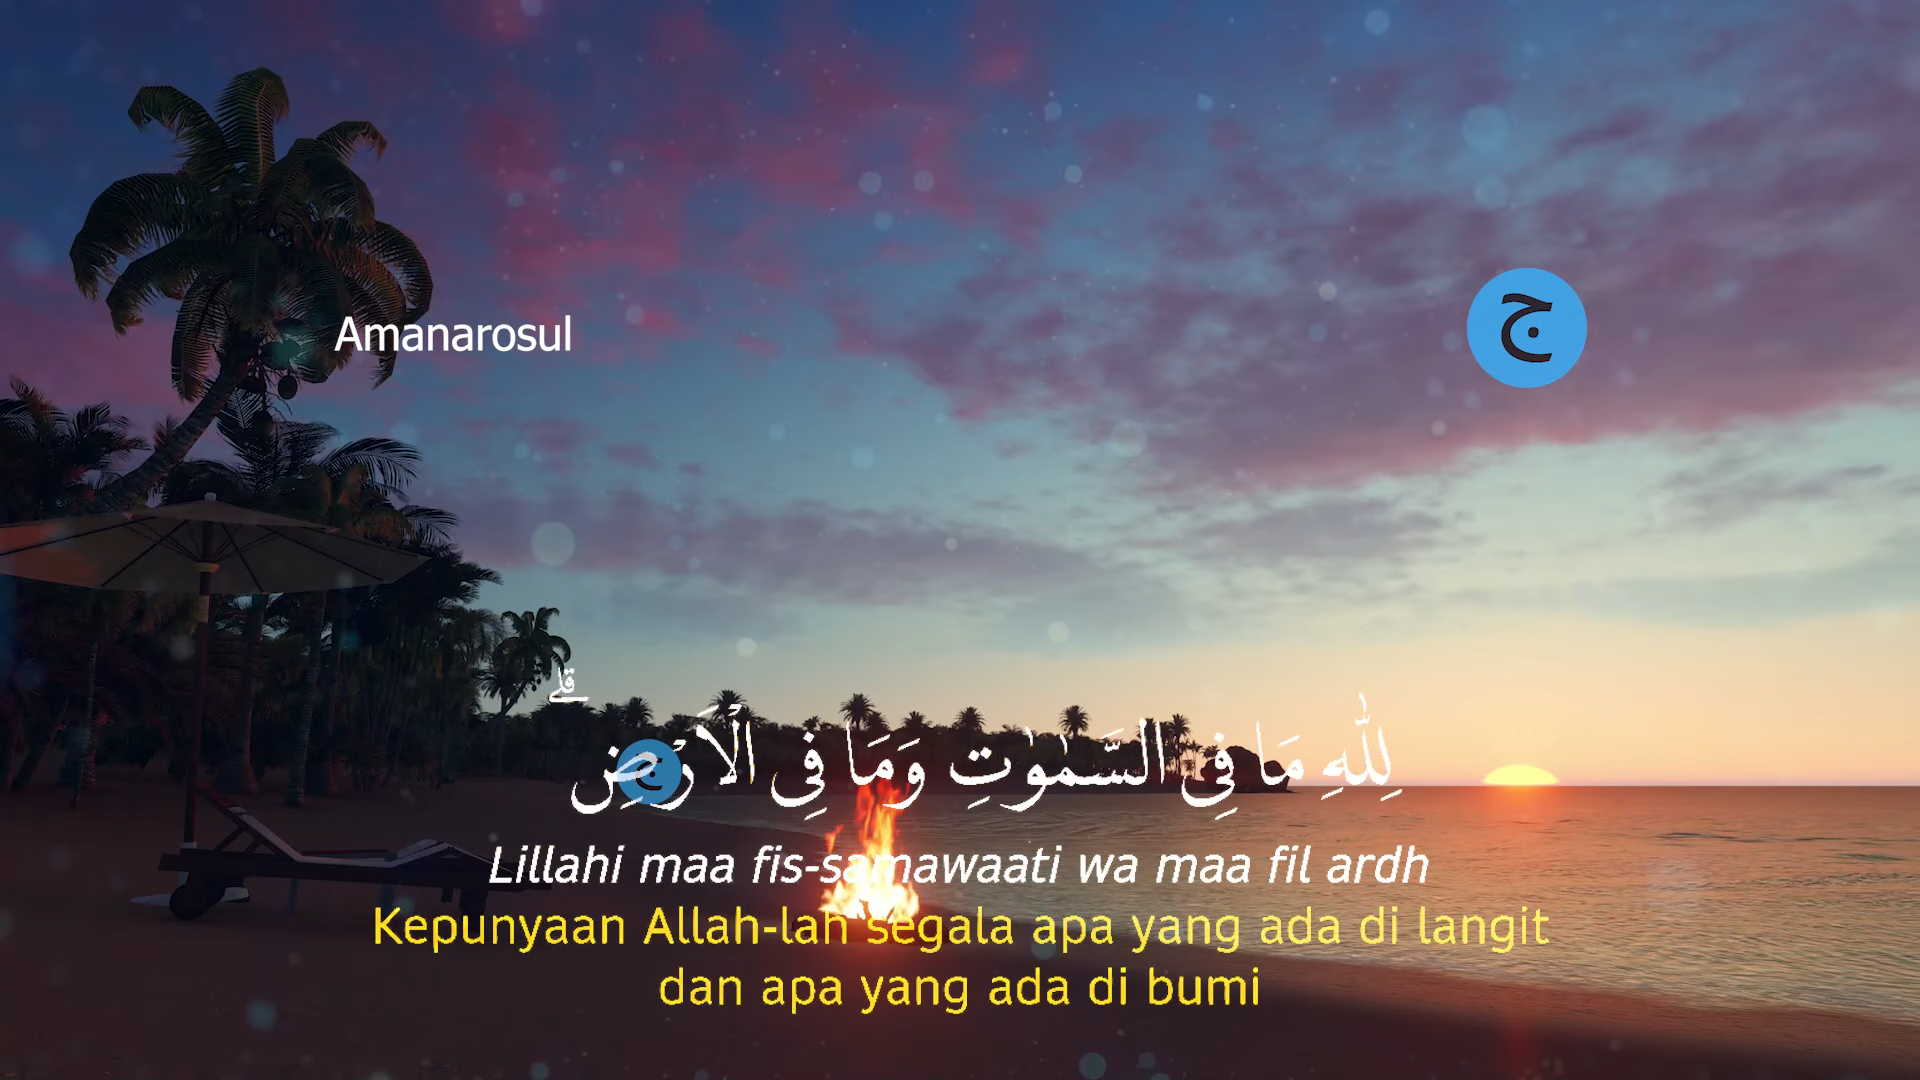 Amanarosul
ج
لِلّٰهِ مَا فِى السَّمٰوٰتِ وَمَا فِى الْاَرْضِۗ
ج
Lillahi maa fis-samawaati wa maa fil ardh
Kepunyaan Allah-lah segala apa yang ada di langit
dan apa yang ada di bumi